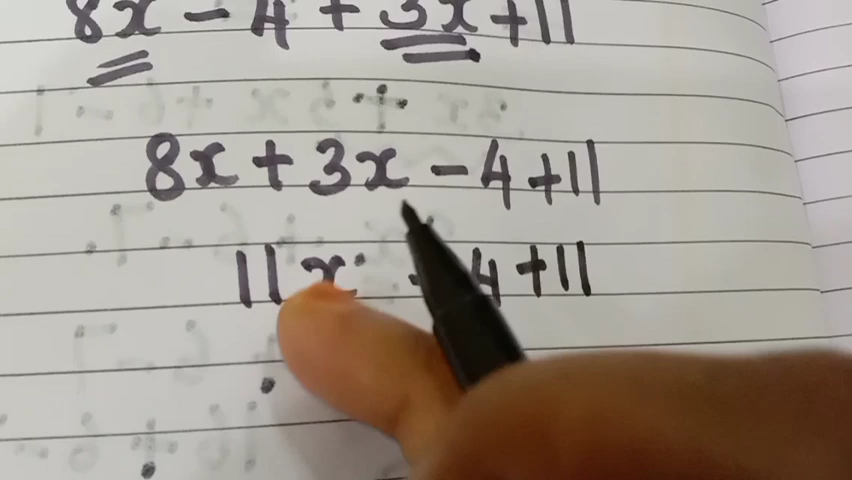 8x - 4 + 3x + 11
8x + 3x - 4 + 11
11x - 4 + 11